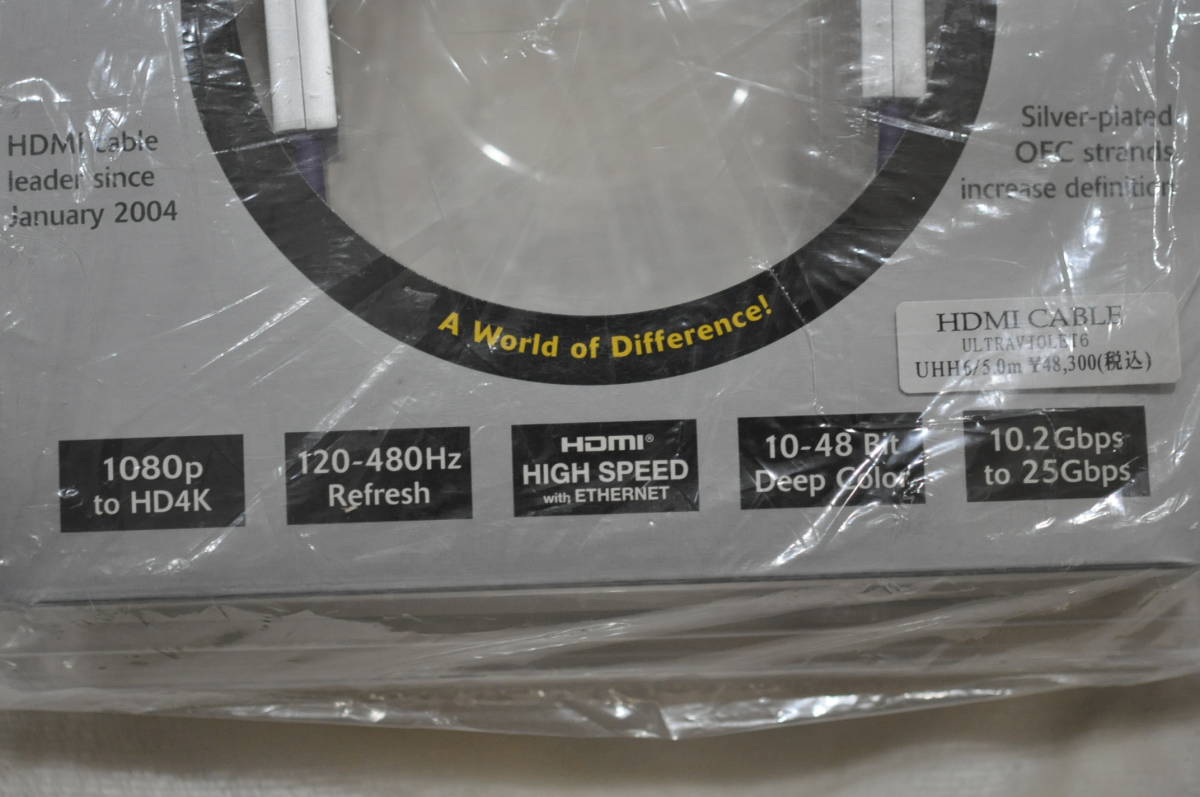 HDMI cable
leader since
January 2004
Silver-plated
OFC strands
increase definition
A World of Difference!
HDMI CABLE
ULTRAVIOLET6
UHH6/5.0m ¥48,300(税込)
1080p
to HD4K
120-480Hz
Refresh
HDMI®
HIGH SPEED
with ETHERNET
10-48 Bit
Deep Color
10.2Gbps
to 25Gbps